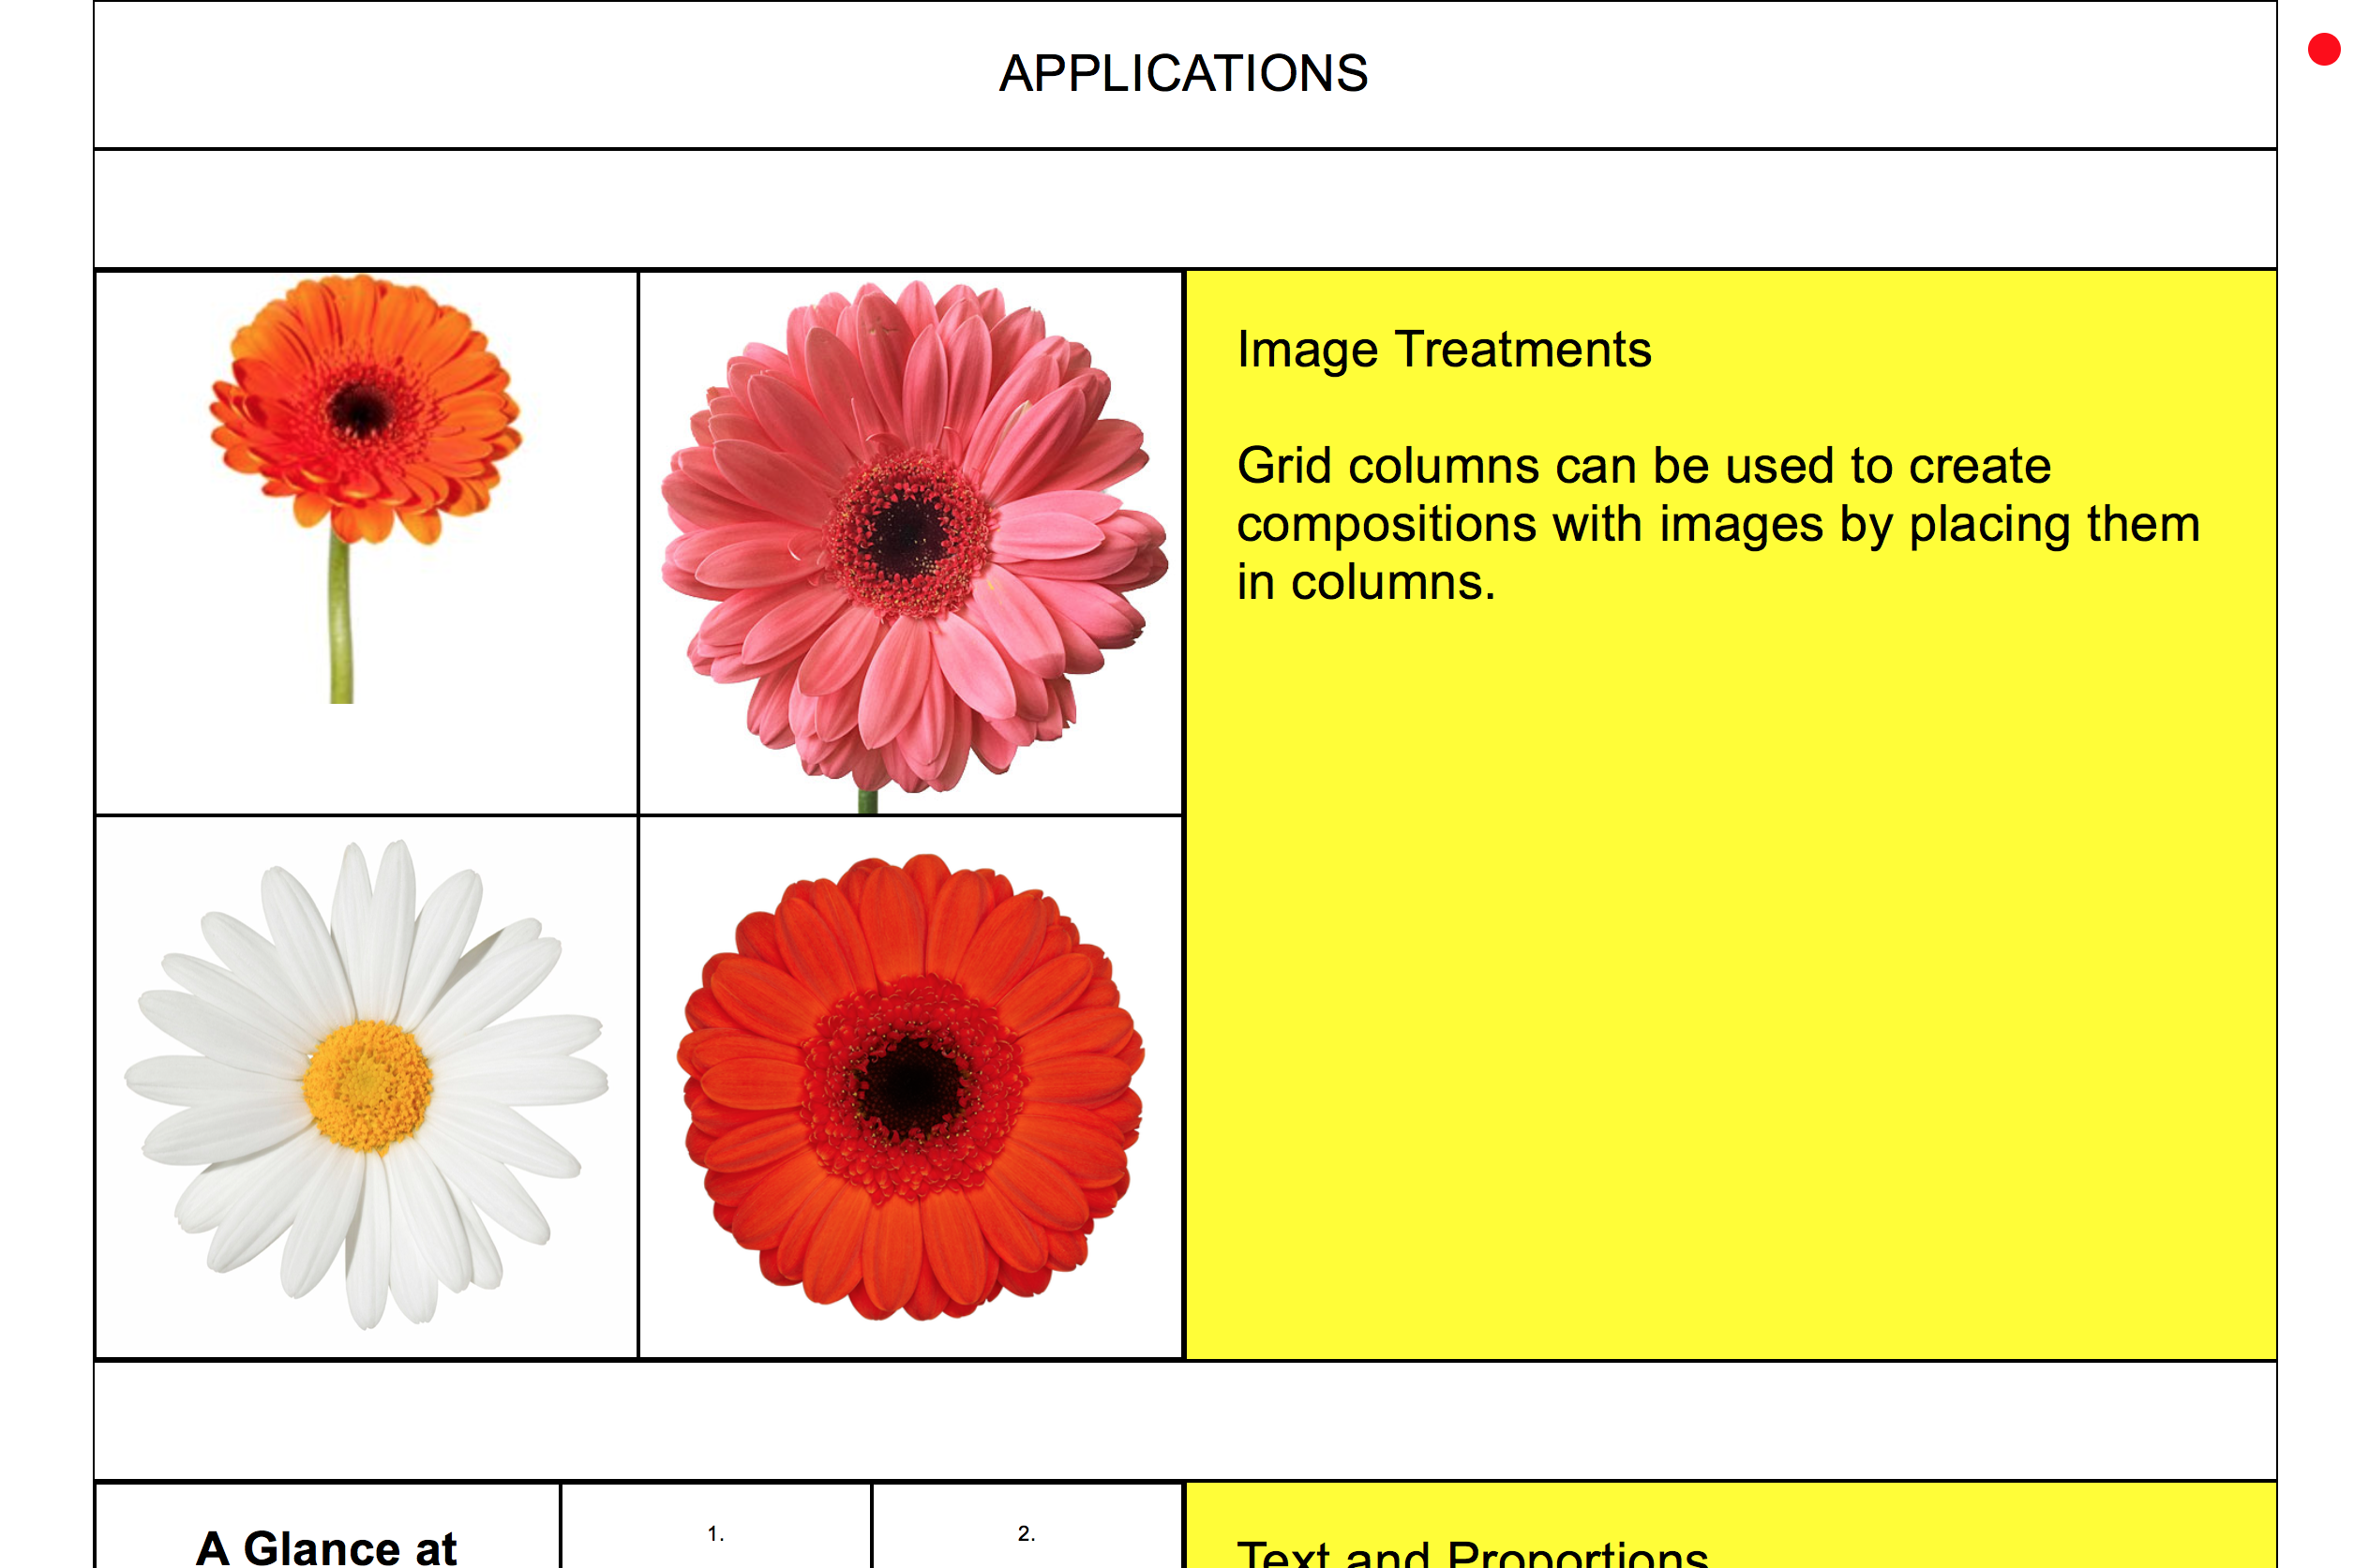 APPLICATIONS
Image Treatments
Grid columns can be used to create
compositions with images by placing them
in columns.
A Glance at
1.
2.
Text and Proportions